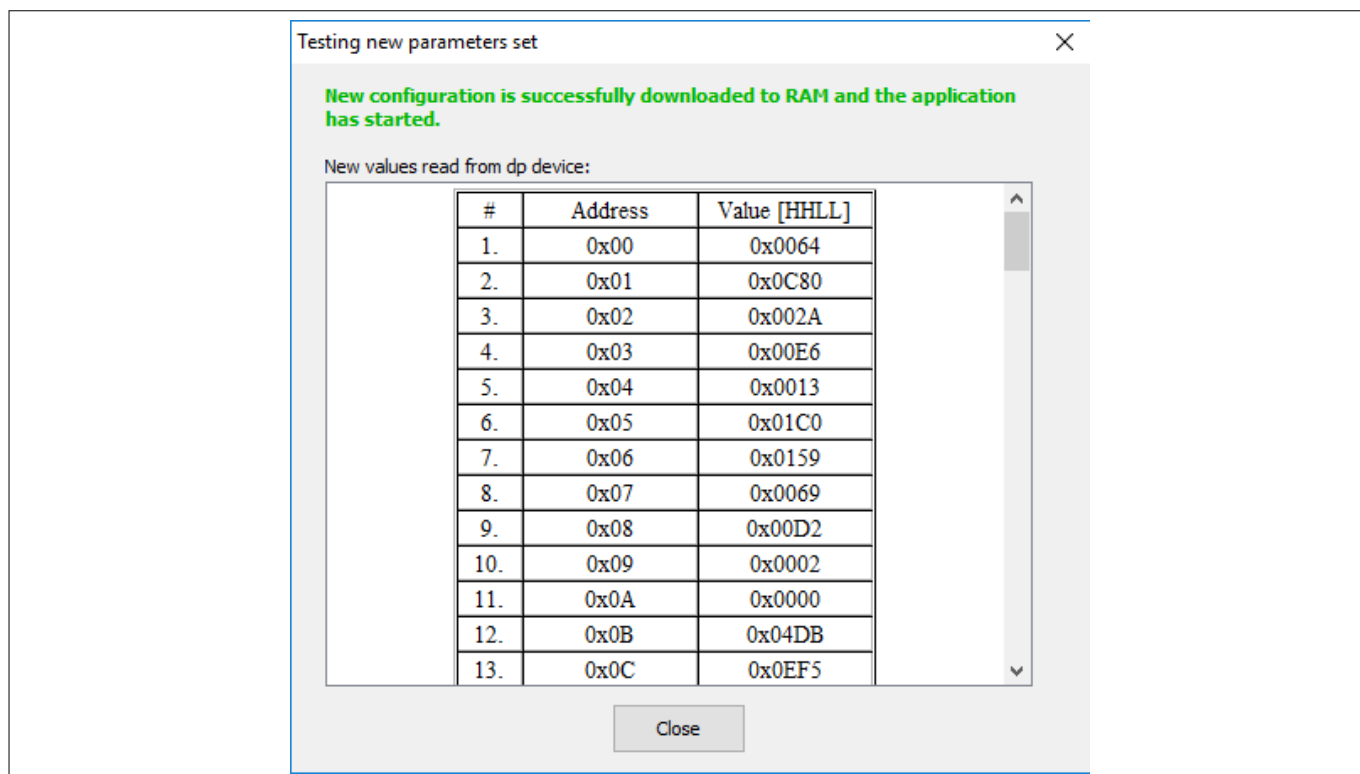 Testing new parameters set
New configuration is successfully downloaded to RAM and the application
has started.
New values read from dp device:
# Address Value [HHLL]
1. 0x00 0x0064
2. 0x01 0x0C80
3. 0x02 0x002A
4. 0x03 0x00E6
5. 0x04 0x0013
6. 0x05 0x01C0
7. 0x06 0x0159
8. 0x07 0x0069
9. 0x08 0x00D2
10. 0x09 0x0002
11. 0x0A 0x0000
12. 0x0B 0x04DB
13. 0x0C 0x0EF5
Close